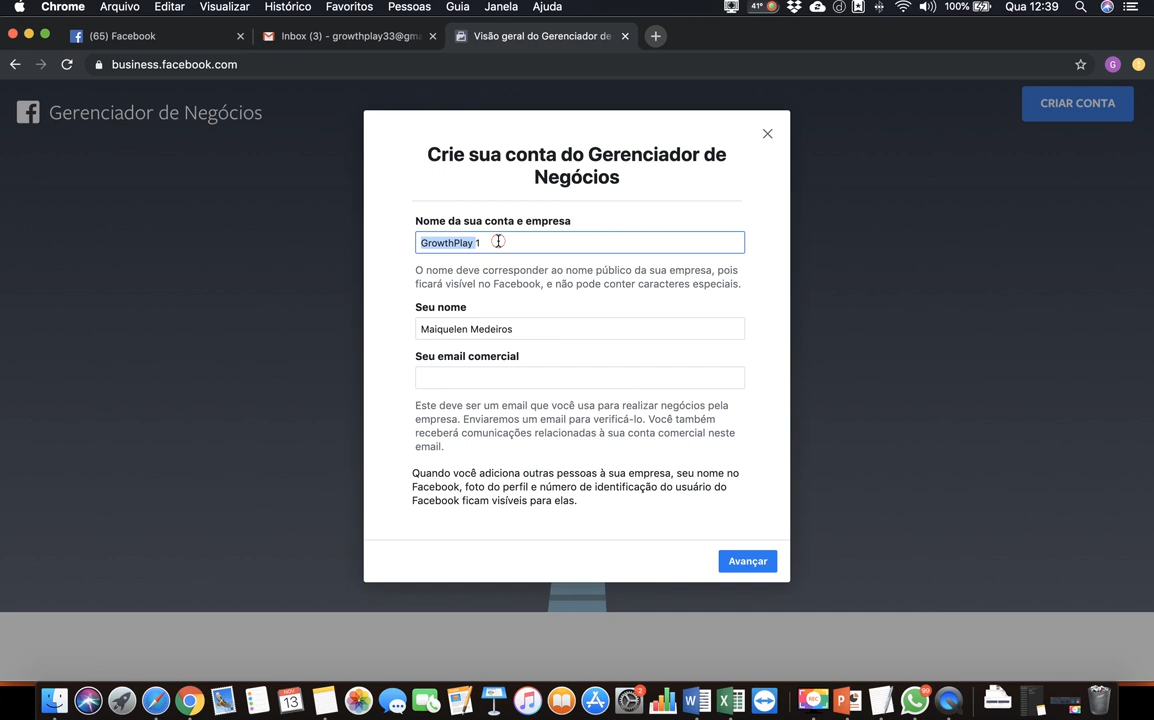 Chrome Arquivo Editar Visualizar Histórico Favoritos Pessoas Guia Janela Ajuda 41° 100% Qua 12:39
(65) Facebook
Inbox (3) - growthplay33@gm
Visão geral do Gerenciador de
business.facebook.com
G
Gerenciador de Negócios
CRIAR CONTA
Crie sua conta do Gerenciador de
Negócios
Nome da sua conta e empresa
GrowthPlay 1
O nome deve corresponder ao nome público da sua empresa, pois
ficará visível no Facebook, e não pode conter caracteres especiais.
Seu nome
Maiquelen Medeiros
Seu email comercial
Este deve ser um email que você usa para realizar negócios pela
empresa. Enviaremos um email para verificá-lo. Você também
receberá comunicações relacionadas à sua conta comercial neste
email.
Quando você adiciona outras pessoas à sua empresa, seu nome no
Facebook, foto do perfil e número de identificação do usuário do
Facebook ficam visíveis para elas.
Avançar
NOV
13
2
W
X
REC
P
99